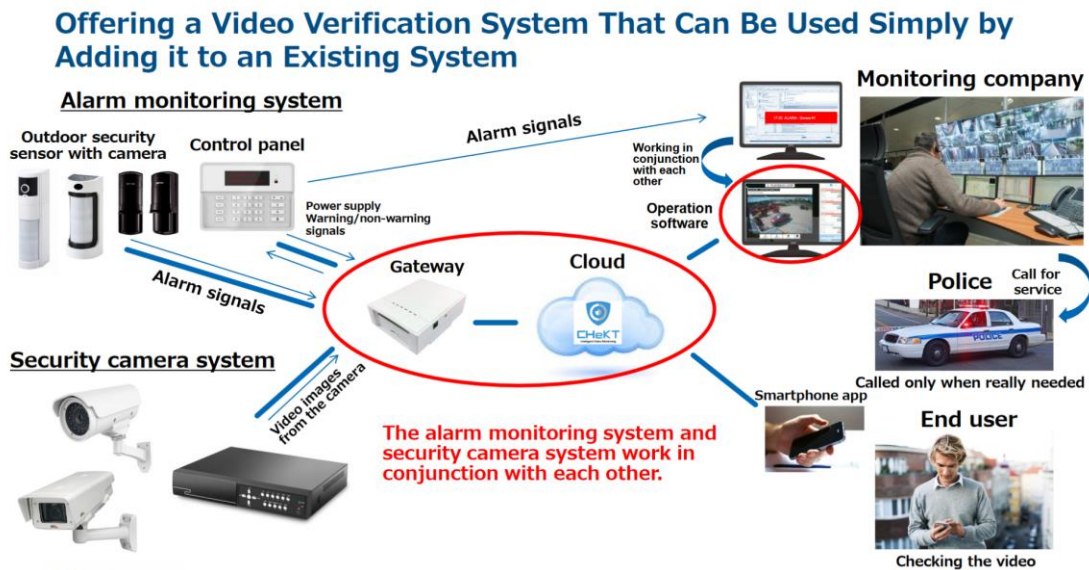 Offering a Video Verification System That Can Be Used Simply by
Adding it to an Existing System
Alarm monitoring system
Outdoor security
sensor with camera
Control panel
Alarm signals
Power supply
Warning/non-warning
signals
Alarm signals
Gateway
Cloud
CHeKT
Working in
conjunction
with each
other
Operation
software
Monitoring company
Police
Call for
service
POLICE
Called only when really needed
Security camera system
Video images
from the camera
The alarm monitoring system and
security camera system work in
conjunction with each other.
Smartphone app
End user
Checking the video